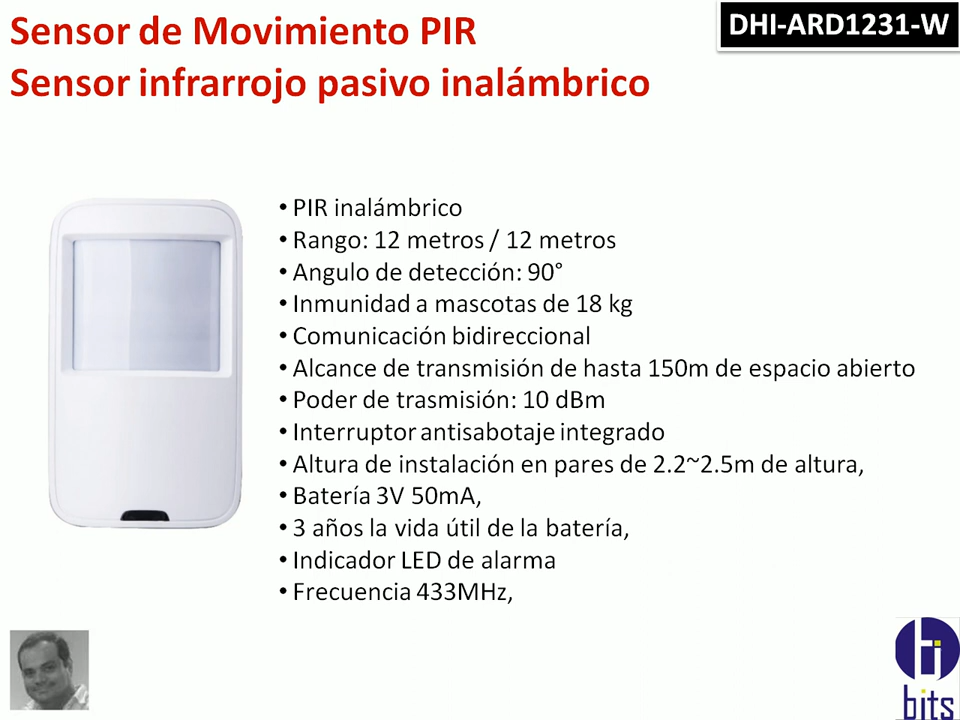 Sensor de Movimiento PIR
DHI-ARD1231-W
Sensor infrarrojo pasivo inalámbrico
• PIR inalámbrico
• Rango: 12 metros / 12 metros
• Angulo de detección: 90°
• Inmunidad a mascotas de 18 kg
• Comunicación bidireccional
• Alcance de transmisión de hasta 150m de espacio abierto
• Poder de trasmisión: 10 dBm
• Interruptor antisabotaje integrado
• Altura de instalación en pares de 2.2~2.5m de altura,
• Batería 3V 50mA,
• 3 años la vida útil de la batería,
• Indicador LED de alarma
• Frecuencia 433MHz,
hi
bits